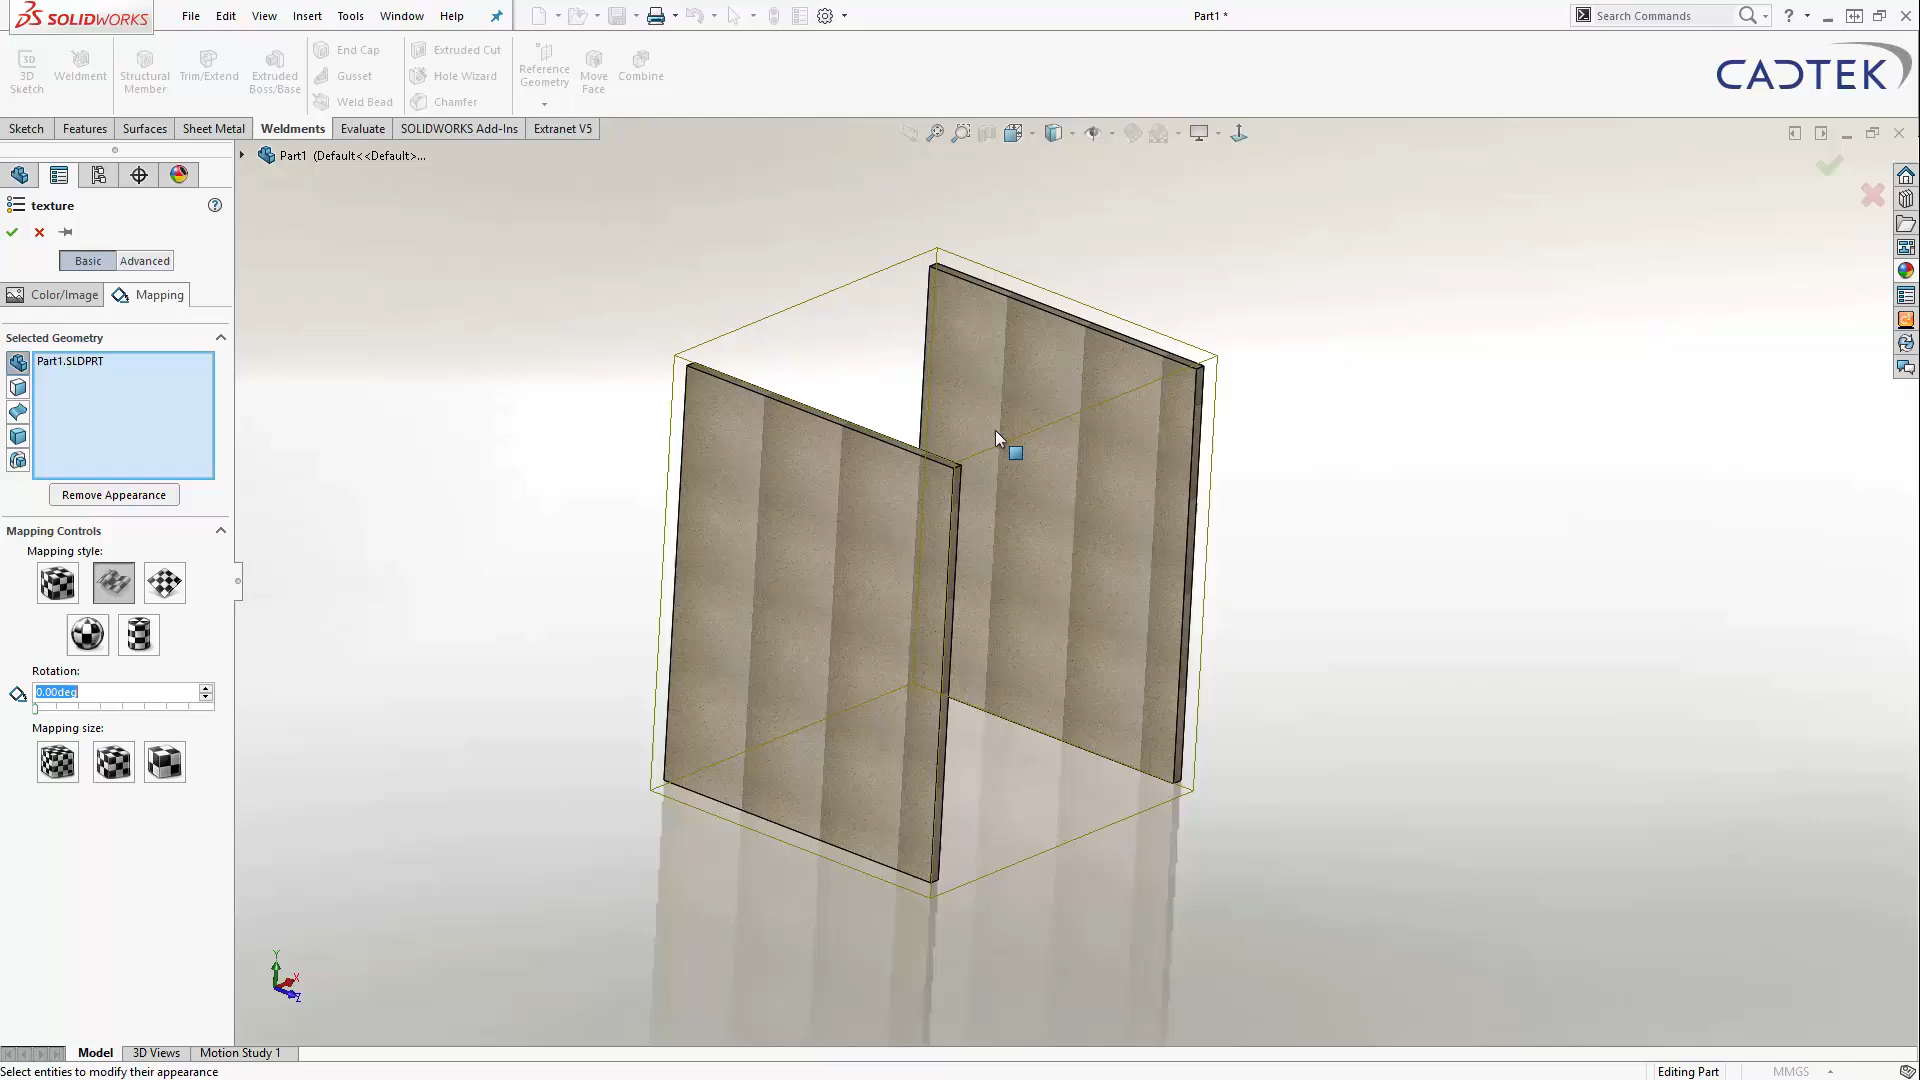 SOLIDWORKS
File Edit View Insert Tools Window Help
Part1 *
Search Commands
3D Sketch
Weldment
Structural Member
Trim/Extend
Extruded Boss/Base
End Cap
Gusset
Weld Bead
Extruded Cut
Hole Wizard
Chamfer
Reference Geometry
Move Face
Combine
CADTEK
Sketch Features Surfaces Sheet Metal Weldments Evaluate SOLIDWORKS Add-Ins Extranet V5
Part1 (Default<<Default>...
texture
Basic Advanced
Color/Image Mapping
Selected Geometry
Part1.SLDPRT
Remove Appearance
Mapping Controls
Mapping style:
Rotation:
0.00deg
Mapping size:
Y
X
Z
Model 3D Views Motion Study 1
Select entities to modify their appearance
Editing Part
MMGS